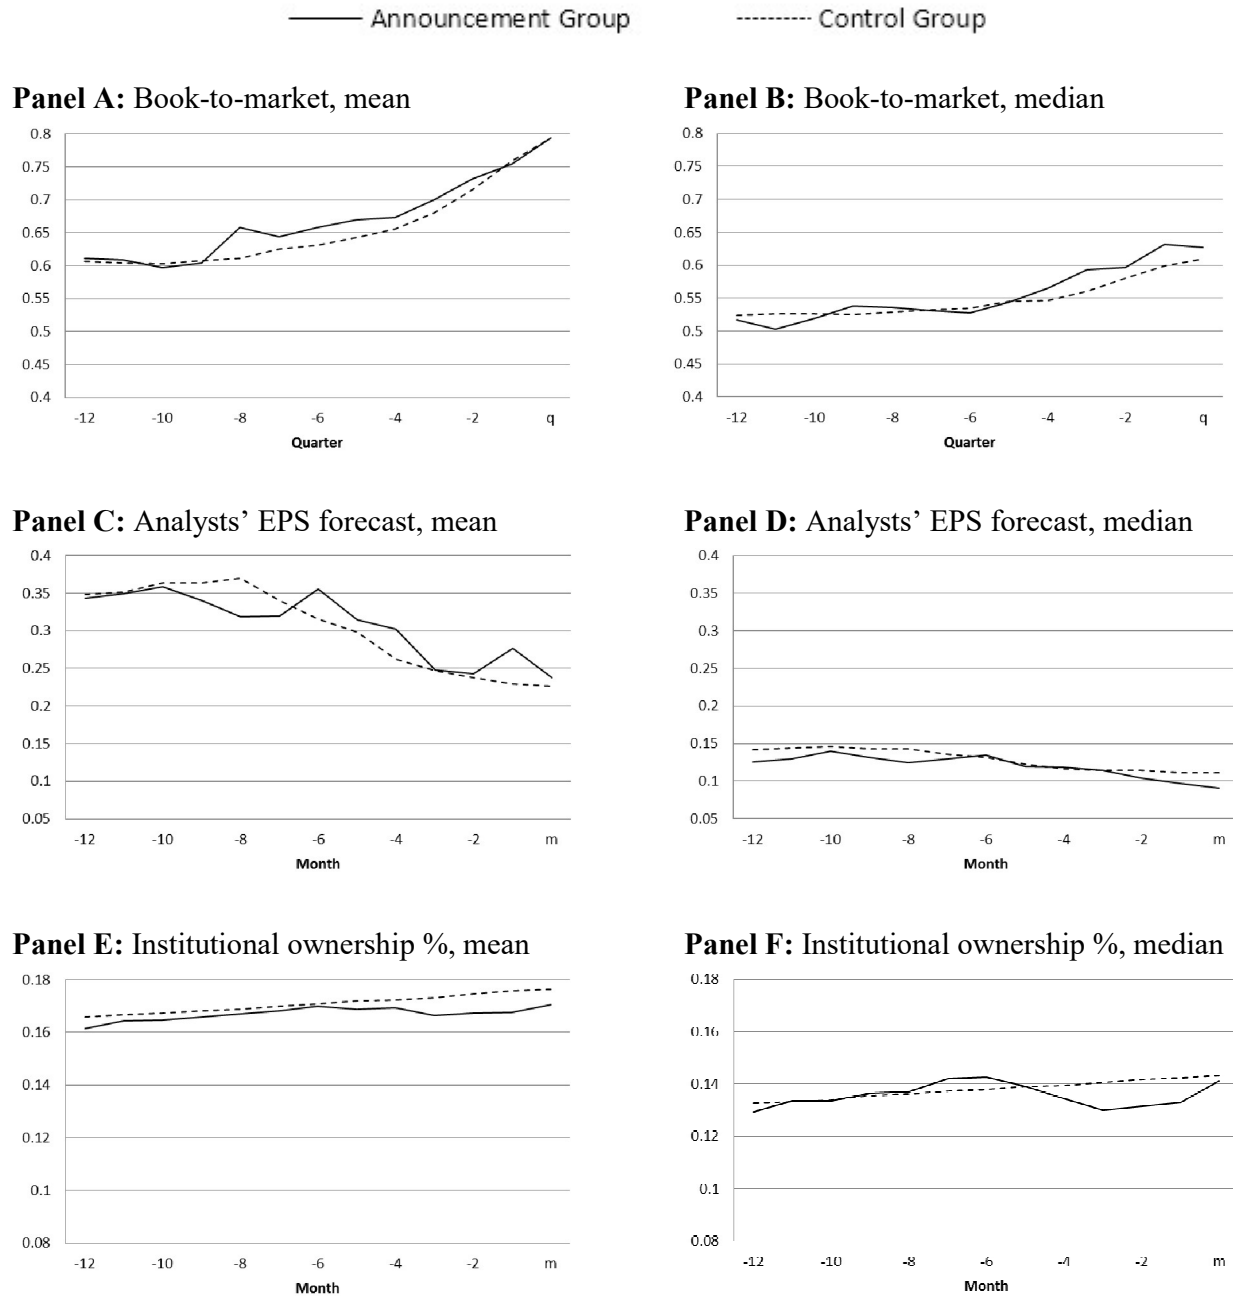 Announcement Group
Control Group
Panel A: Book-to-market, mean
0.8
0.75
0.7
0.65
0.6
0.55
0.5
0.45
0.4
-12 -10 -8 -6 -4 -2 q
Quarter
Panel B: Book-to-market, median
0.8
0.75
0.7
0.65
0.6
0.55
0.5
0.45
0.4
-12 -10 -8 -6 -4 -2 q
Quarter
Panel C: Analysts’ EPS forecast, mean
0.4
0.35
0.3
0.25
0.2
0.15
0.1
0.05
-12 -10 -8 -6 -4 -2 m
Month
Panel D: Analysts’ EPS forecast, median
0.4
0.35
0.3
0.25
0.2
0.15
0.1
0.05
-12 -10 -8 -6 -4 -2 m
Month
Panel E: Institutional ownership %, mean
0.18
0.16
0.14
0.12
0.1
0.08
-12 -10 -8 -6 -4 -2 m
Month
Panel F: Institutional ownership %, median
0.18
0.16
0.14
0.12
0.1
0.08
-12 -10 -8 -6 -4 -2 m
Month